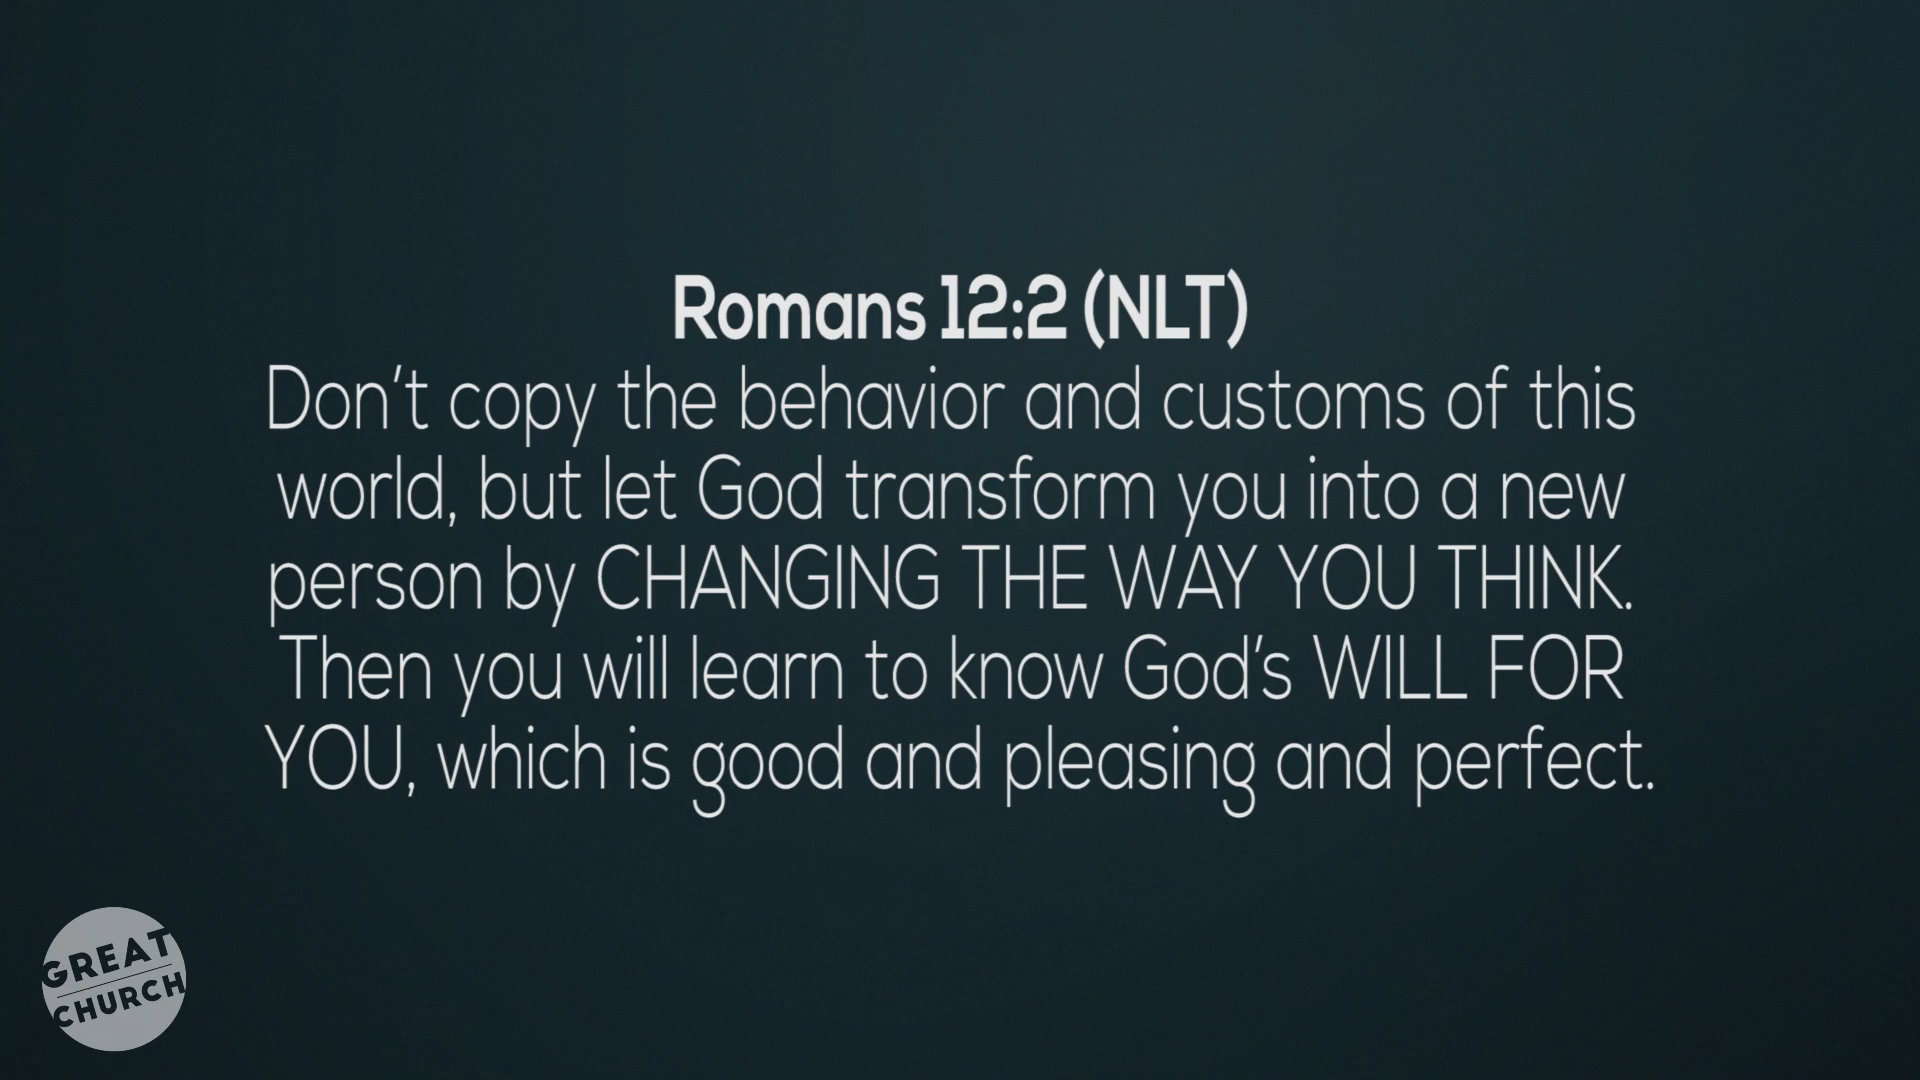 Romans 12:2 (NLT)
Don't copy the behavior and customs of this
world, but let God transform you into a new
person by CHANGING THE WAY YOU THINK.
Then you will learn to know God's WILL FOR
YOU, which is good and pleasing and perfect.
GREAT
CHURCH